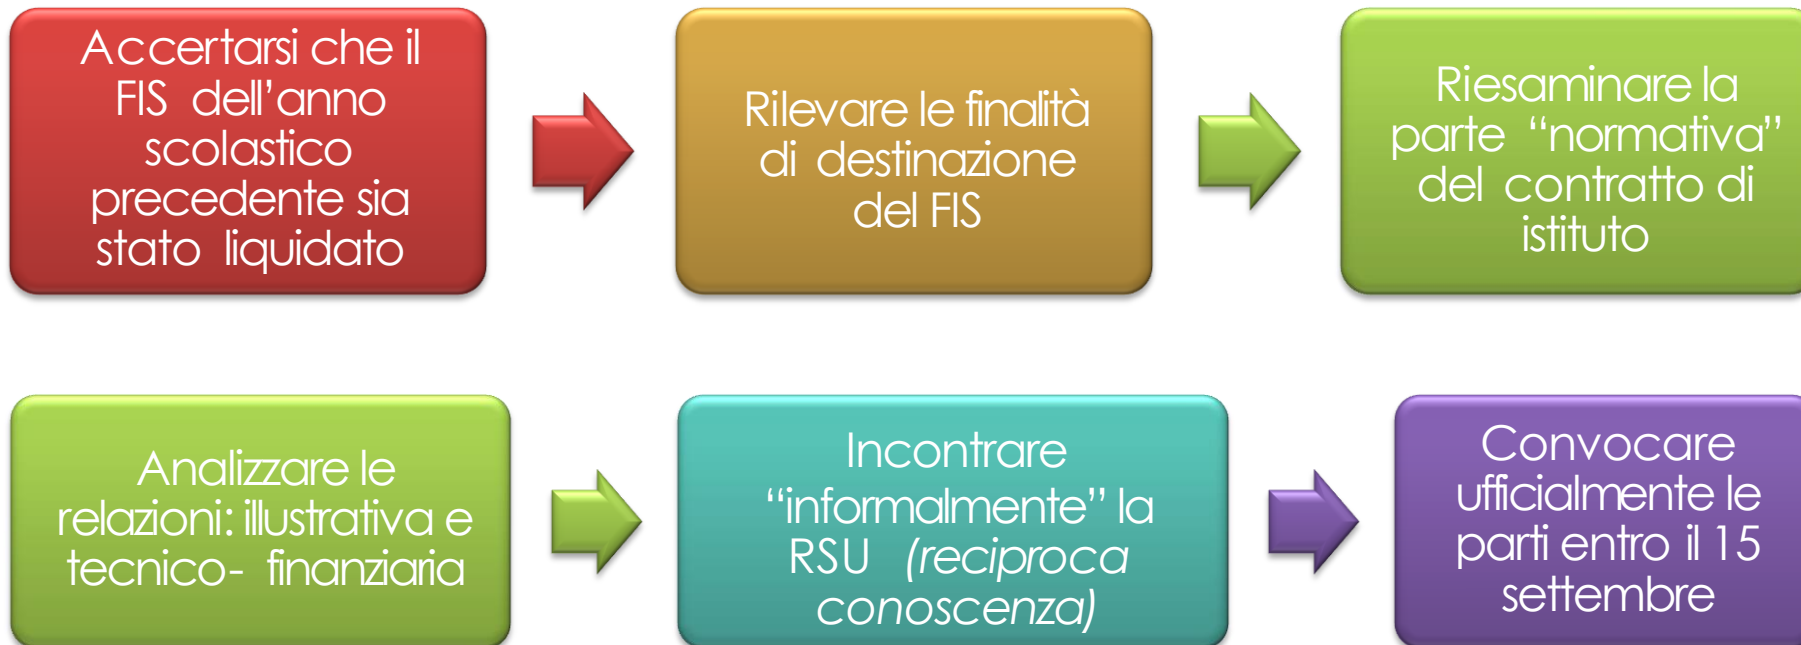 Accertarsi che il
FIS dell’anno
scolastico
precedente sia
stato liquidato
Rilevare le finalità
di destinazione
del FIS
Riesaminare la
parte “normativa”
del contratto di
istituto
Analizzare le
relazioni: illustrativa e
tecnico- finanziaria
Incontrare
“informalmente” la
RSU (reciproca
conoscenza)
Convocare
ufficialmente le
parti entro il 15
settembre